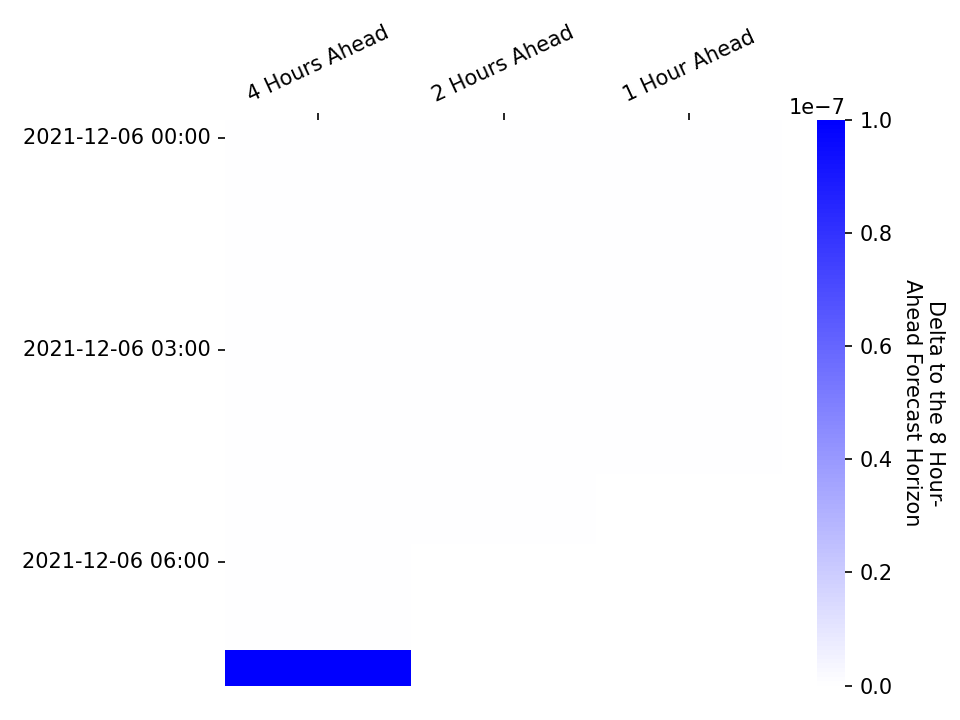 4 Hours Ahead
2 Hours Ahead
1 Hour Ahead
2021-12-06 00:00
2021-12-06 03:00
2021-12-06 06:00
1e−7
1.0
0.8
0.6
0.4
0.2
0.0
Delta to the 8 Hour-
Ahead Forecast Horizon